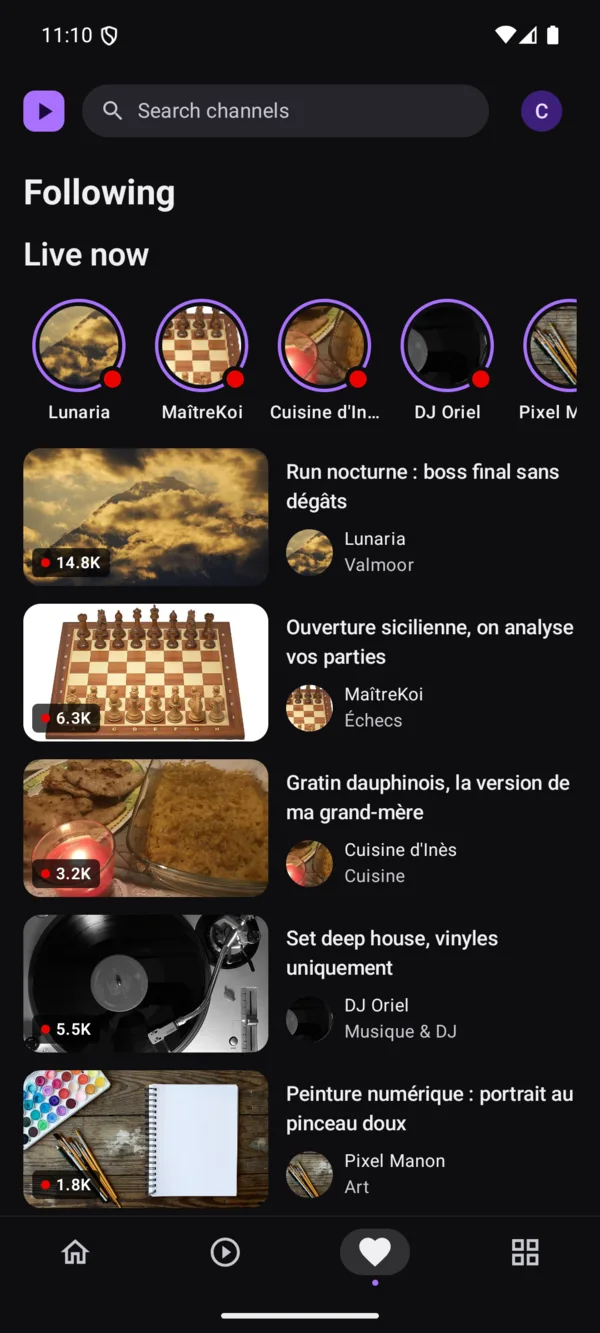 11:10
Search channels
C
Following
Live now
Lunaria
MaîtreKoi
Cuisine d'In...
DJ Oriel
Pixel M
Run nocturne : boss final sans
dégâts
Lunaria
Valmoor
14.8K
Ouverture sicilienne, on analyse
vos parties
MaîtreKoi
Échecs
6.3K
Gratin dauphinois, la version de
ma grand-mère
Cuisine d'Inès
Cuisine
3.2K
Set deep house, vinyles
uniquement
DJ Oriel
Musique & DJ
5.5K
Peinture numérique : portrait au
pinceau doux
Pixel Manon
Art
1.8K